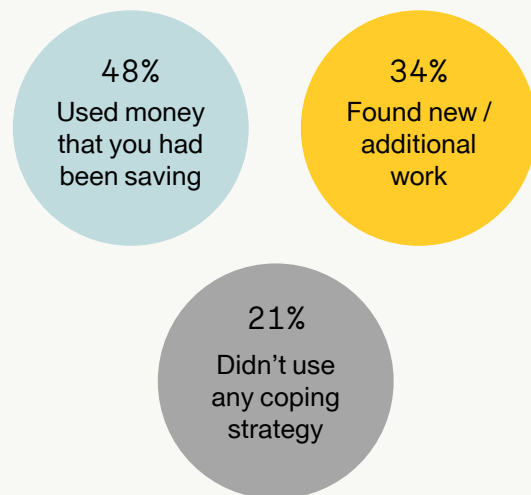 48%
Used money
that you had
been saving
34%
Found new /
additional
work
21%
Didn’t use
any coping
strategy